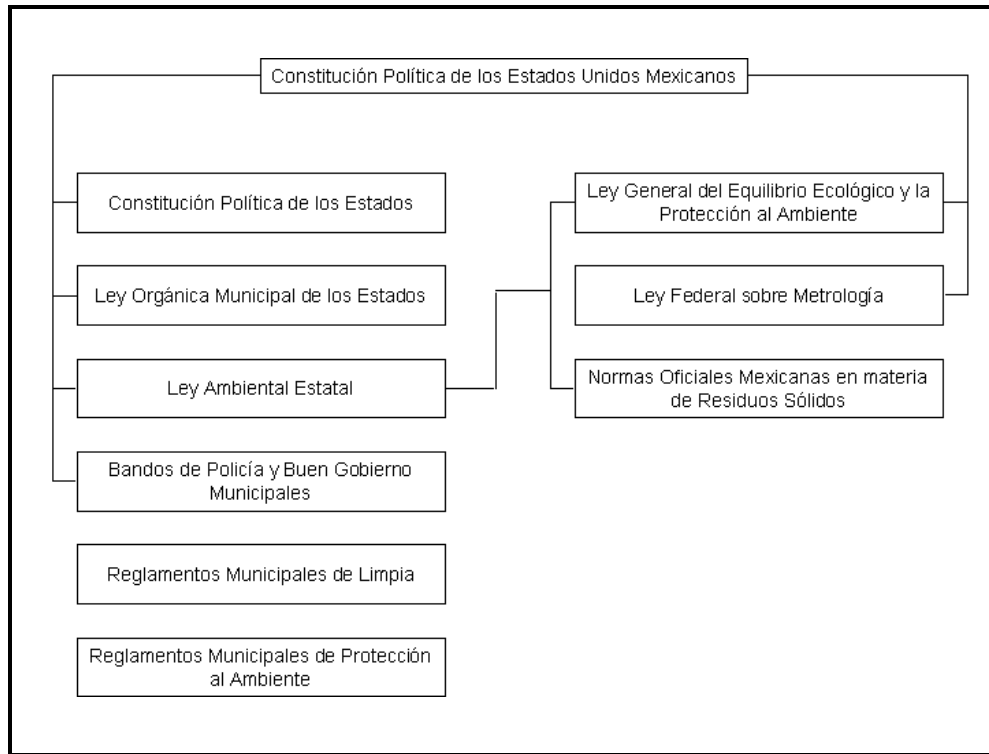 Constitución Política de los Estados Unidos Mexicanos
Constitución Política de los Estados
Ley Orgánica Municipal de los Estados
Ley Ambiental Estatal
Bandos de Policía y Buen Gobierno
Municipales
Reglamentos Municipales de Limpia
Reglamentos Municipales de Protección
al Ambiente
Ley General del Equilibrio Ecológico y la
Protección al Ambiente
Ley Federal sobre Metrología
Normas Oficiales Mexicanas en materia
de Residuos Sólidos